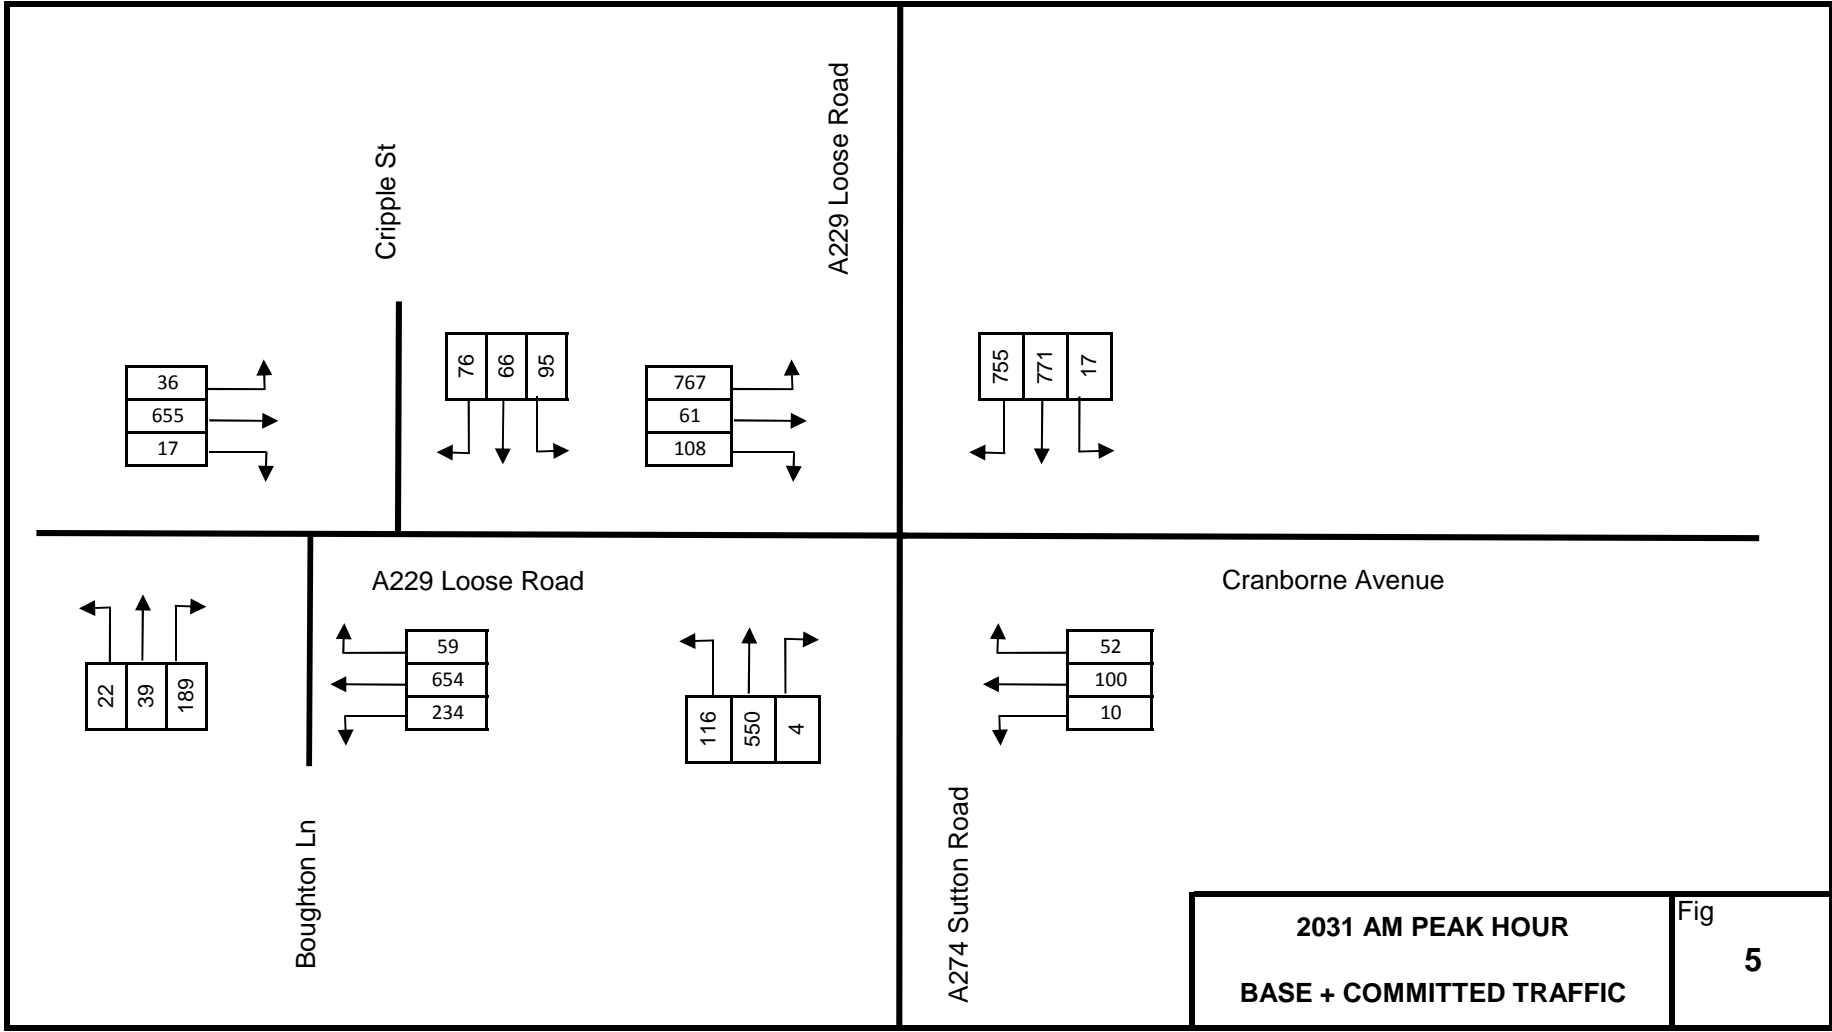 A229 Loose Road
Cripple St
36
655
17
76
66
95
767
61
108
755
771
17
A229 Loose Road
Cranborne Avenue
22
39
189
59
654
234
116
550
4
52
100
10
Boughton Ln
A274 Sutton Road
2031 AM PEAK HOUR
BASE + COMMITTED TRAFFIC
Fig
5